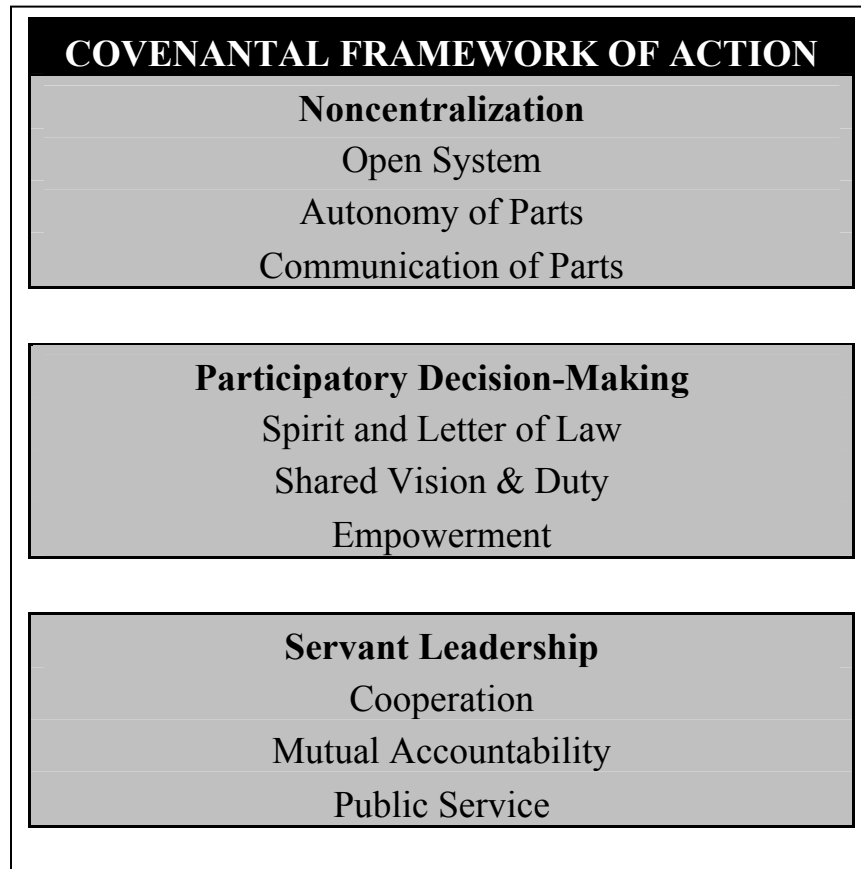 COVENANTAL FRAMEWORK OF ACTION
Noncentralization
Open System
Autonomy of Parts
Communication of Parts
Participatory Decision-Making
Spirit and Letter of Law
Shared Vision & Duty
Empowerment
Servant Leadership
Cooperation
Mutual Accountability
Public Service